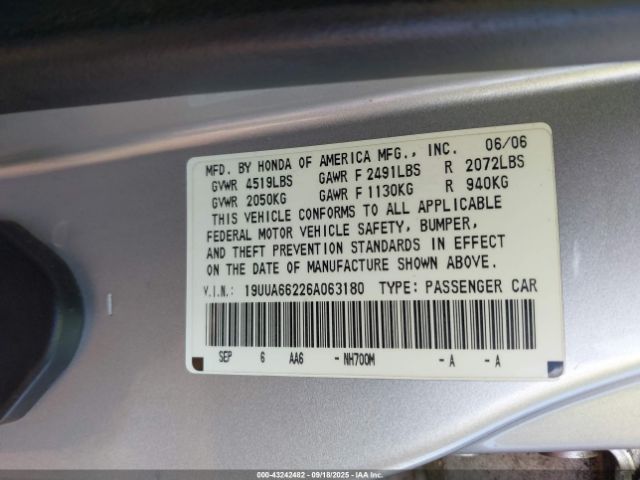 MFD. BY HONDA OF AMERICA MFG., INC. 06/06
GVWR 4519LBS GAWR F 2491LBS R 2072LBS
GVWR 2050KG GAWR F 1130KG R 940KG
THIS VEHICLE CONFORMS TO ALL APPLICABLE
FEDERAL MOTOR VEHICLE SAFETY, BUMPER,
AND THEFT PREVENTION STANDARDS IN EFFECT
ON THE DATE OF MANUFACTURE SHOWN ABOVE.
V.I.N.: 19UUA66226A063180 TYPE: PASSENGER CAR
SEP 6 AA6 - NH700M - A - A
000-43242482 - 09/18/2025 - IAA Inc.